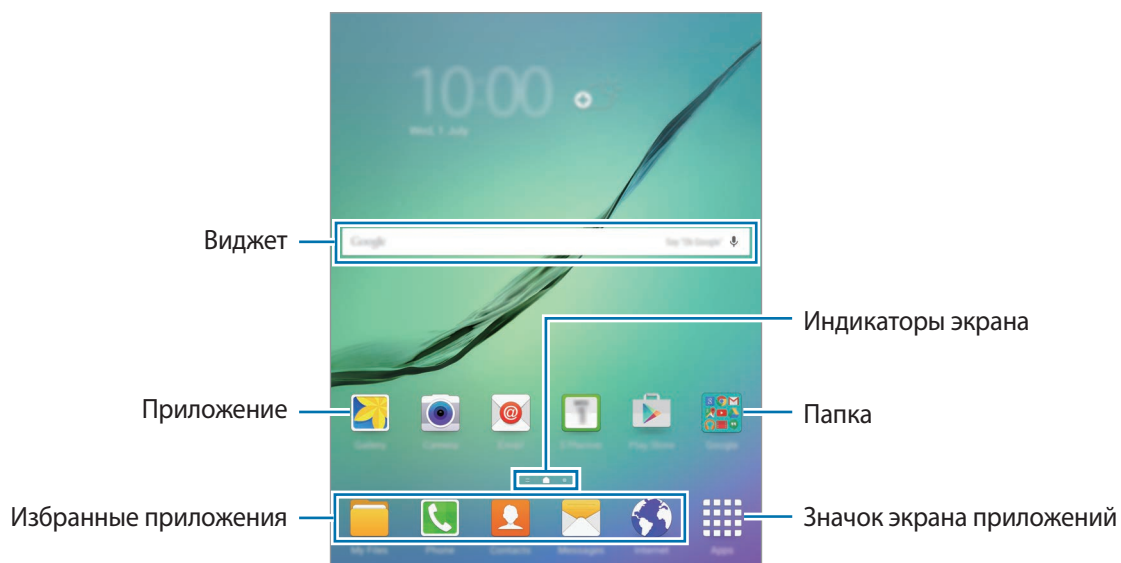 10:00
Wed, 1 July
Виджет
Google
Say "Ok Google"
Индикаторы экрана
Приложение
Папка
Gallery
Camera
Email
S Planner
Play Store
Google
Избранные приложения
Значок экрана приложений
My Files
Phone
Contacts
Messages
Internet
Apps